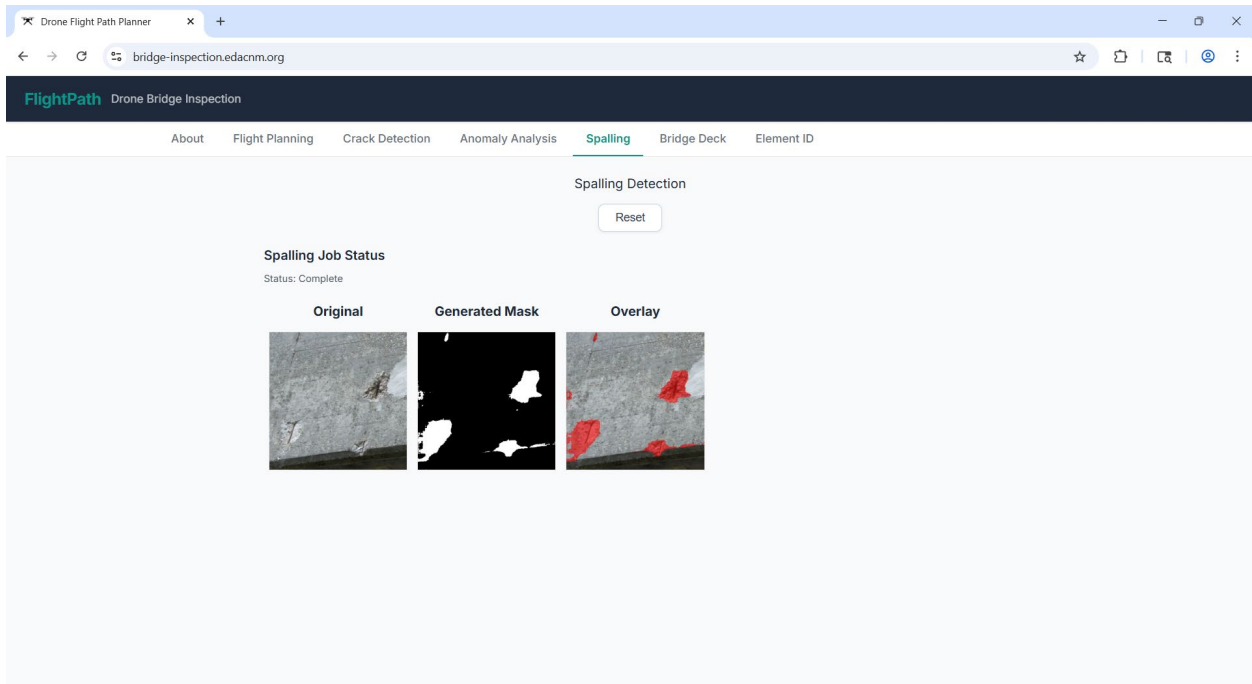 Drone Flight Path Planner
bridge-inspection.edacnm.org
FlightPath Drone Bridge Inspection
About Flight Planning Crack Detection Anomaly Analysis Spalling Bridge Deck Element ID
Spalling Detection
Reset
Spalling Job Status
Status: Complete
Original Generated Mask Overlay